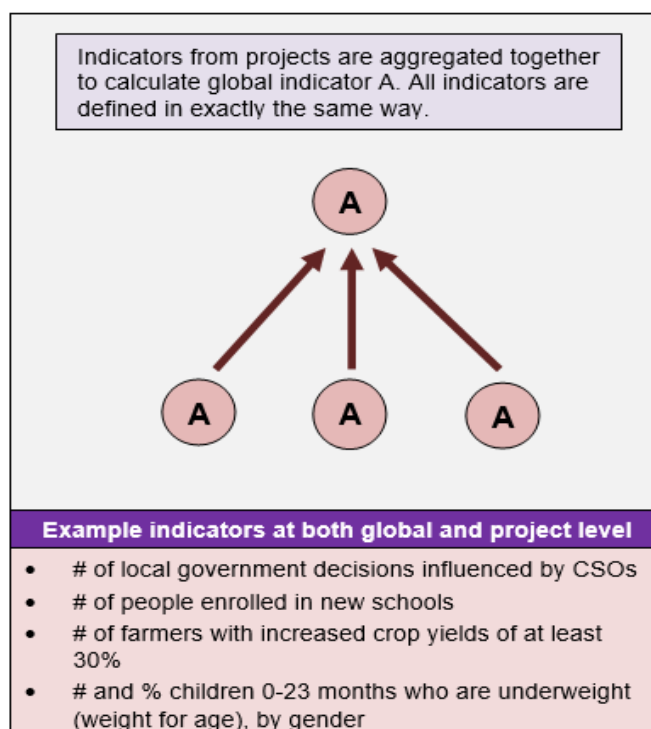 Indicators from projects are aggregated together
to calculate global indicator A. All indicators are
defined in exactly the same way.
A
A
A
A
Example indicators at both global and project level
• # of local government decisions influenced by CSOs
• # of people enrolled in new schools
• # of farmers with increased crop yields of at least
30%
• # and % children 0-23 months who are underweight
(weight for age), by gender